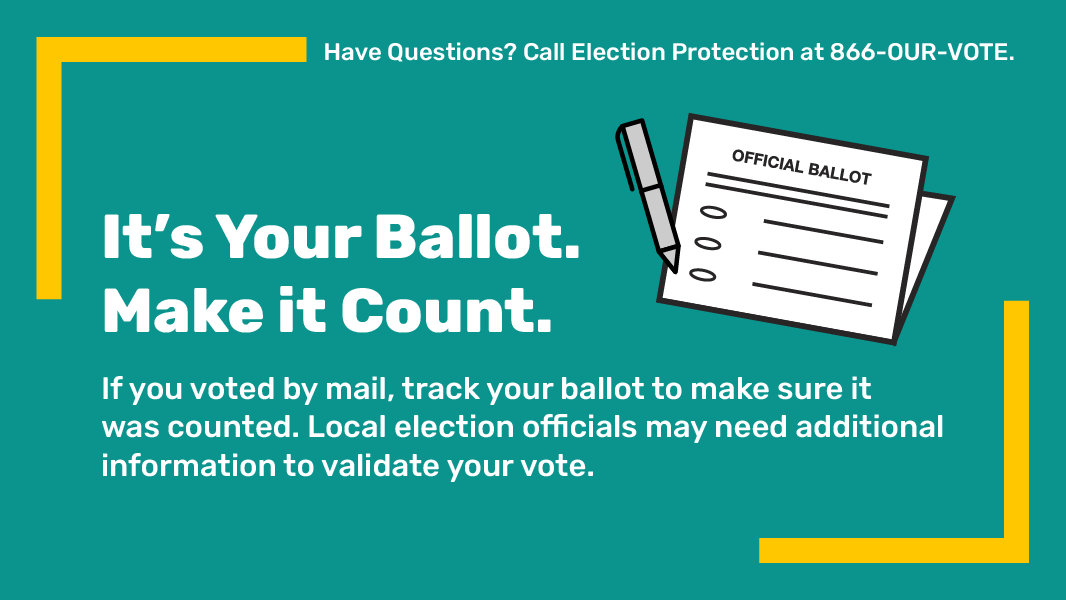 Have Questions? Call Election Protection at 866-OUR-VOTE.
OFFICIAL BALLOT
It’s Your Ballot.
Make it Count.
If you voted by mail, track your ballot to make sure it
was counted. Local election officials may need additional
information to validate your vote.